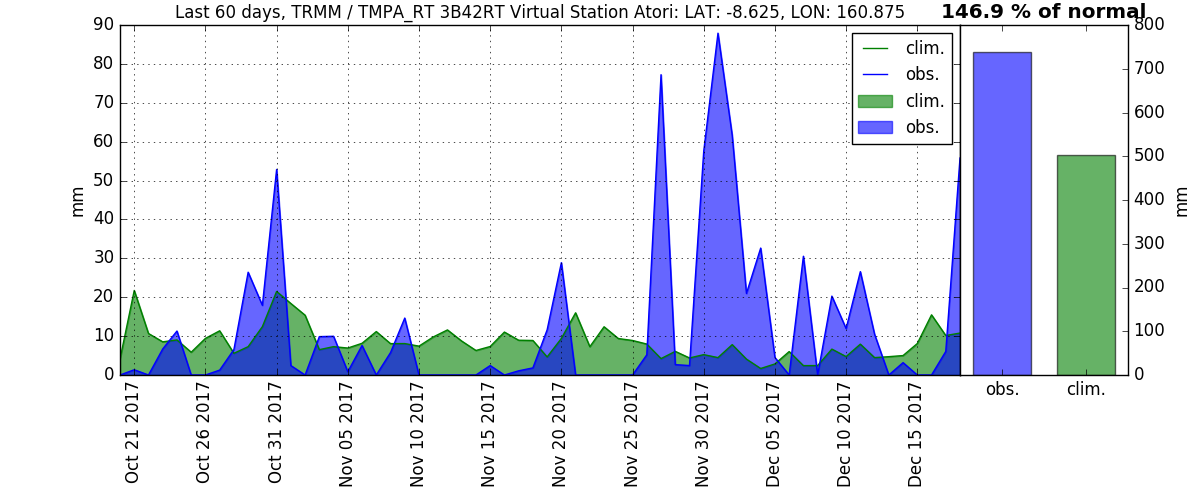 Last 60 days, TRMM / TMPA_RT 3B42RT Virtual Station Atori: LAT: -8.625, LON: 160.875
146.9 % of normal
90
80
70
60
50
40
30
20
10
0
mm
clim.
obs.
clim.
obs.
800
700
600
500
400
300
200
100
0
mm
obs.
clim.
Oct 21 2017
Oct 26 2017
Oct 31 2017
Nov 05 2017
Nov 10 2017
Nov 15 2017
Nov 20 2017
Nov 25 2017
Nov 30 2017
Dec 05 2017
Dec 10 2017
Dec 15 2017